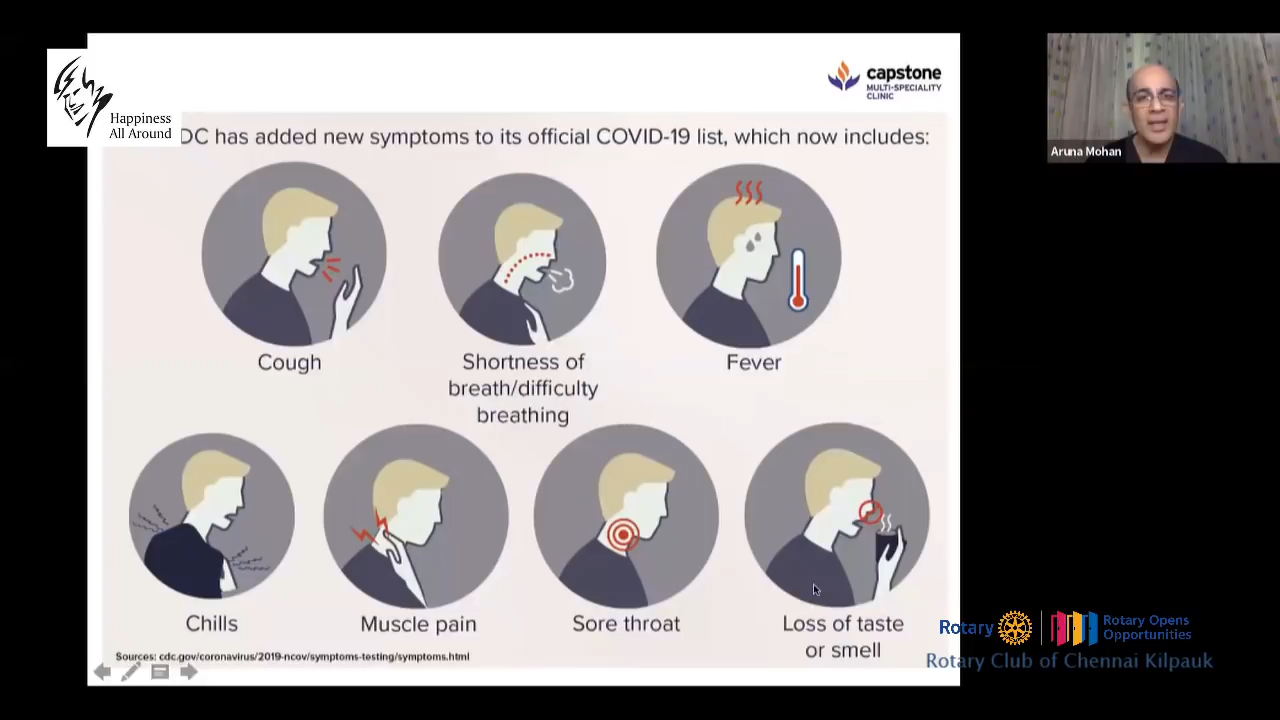 Happiness
All Around
capstone
MULTI-SPECIALITY
CLINIC
DC has added new symptoms to its official COVID-19 list, which now includes:
Aruna Mohan
Cough
Shortness of
breath/difficulty
breathing
Fever
Chills
Muscle pain
Sore throat
Loss of taste
or smell
Sources: cdc.gov/coronavirus/2019-ncov/symptoms-testing/symptoms.html
Rotary
Rotary Opens
Opportunities
Rotary Club of Chennai Kilpauk